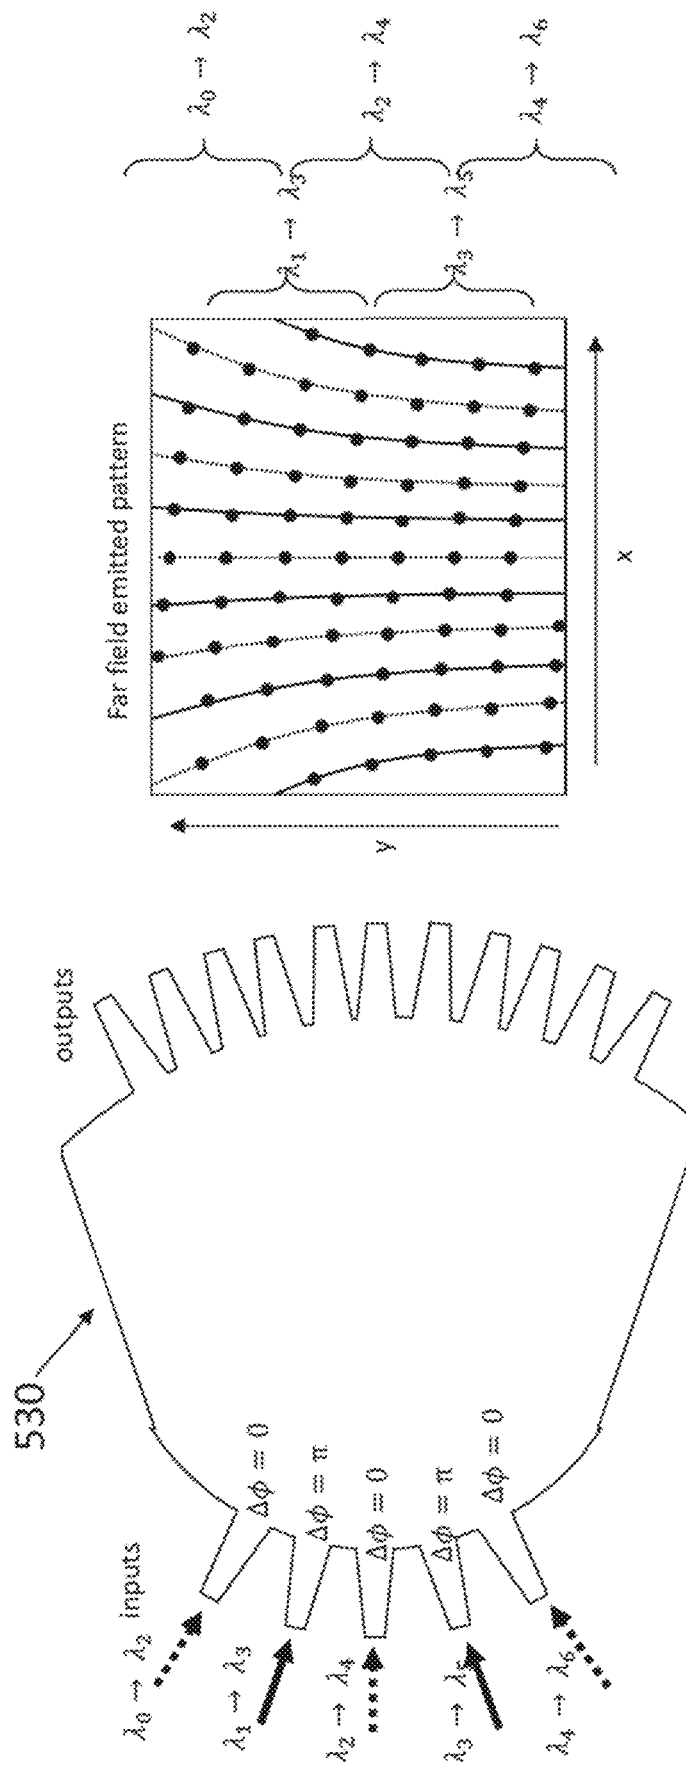 530
inputs
λ0 → λ2
λ1 → λ3
λ2 → λ4
λ3 → λ5
λ4 → λ6
Δϕ = 0
Δϕ = π
Δϕ = 0
Δϕ = π
Δϕ = 0
outputs
Far field emitted pattern
y
x
λ1 → λ3
λ3 → λ5
λ0 → λ2
λ2 → λ4
λ4 → λ6